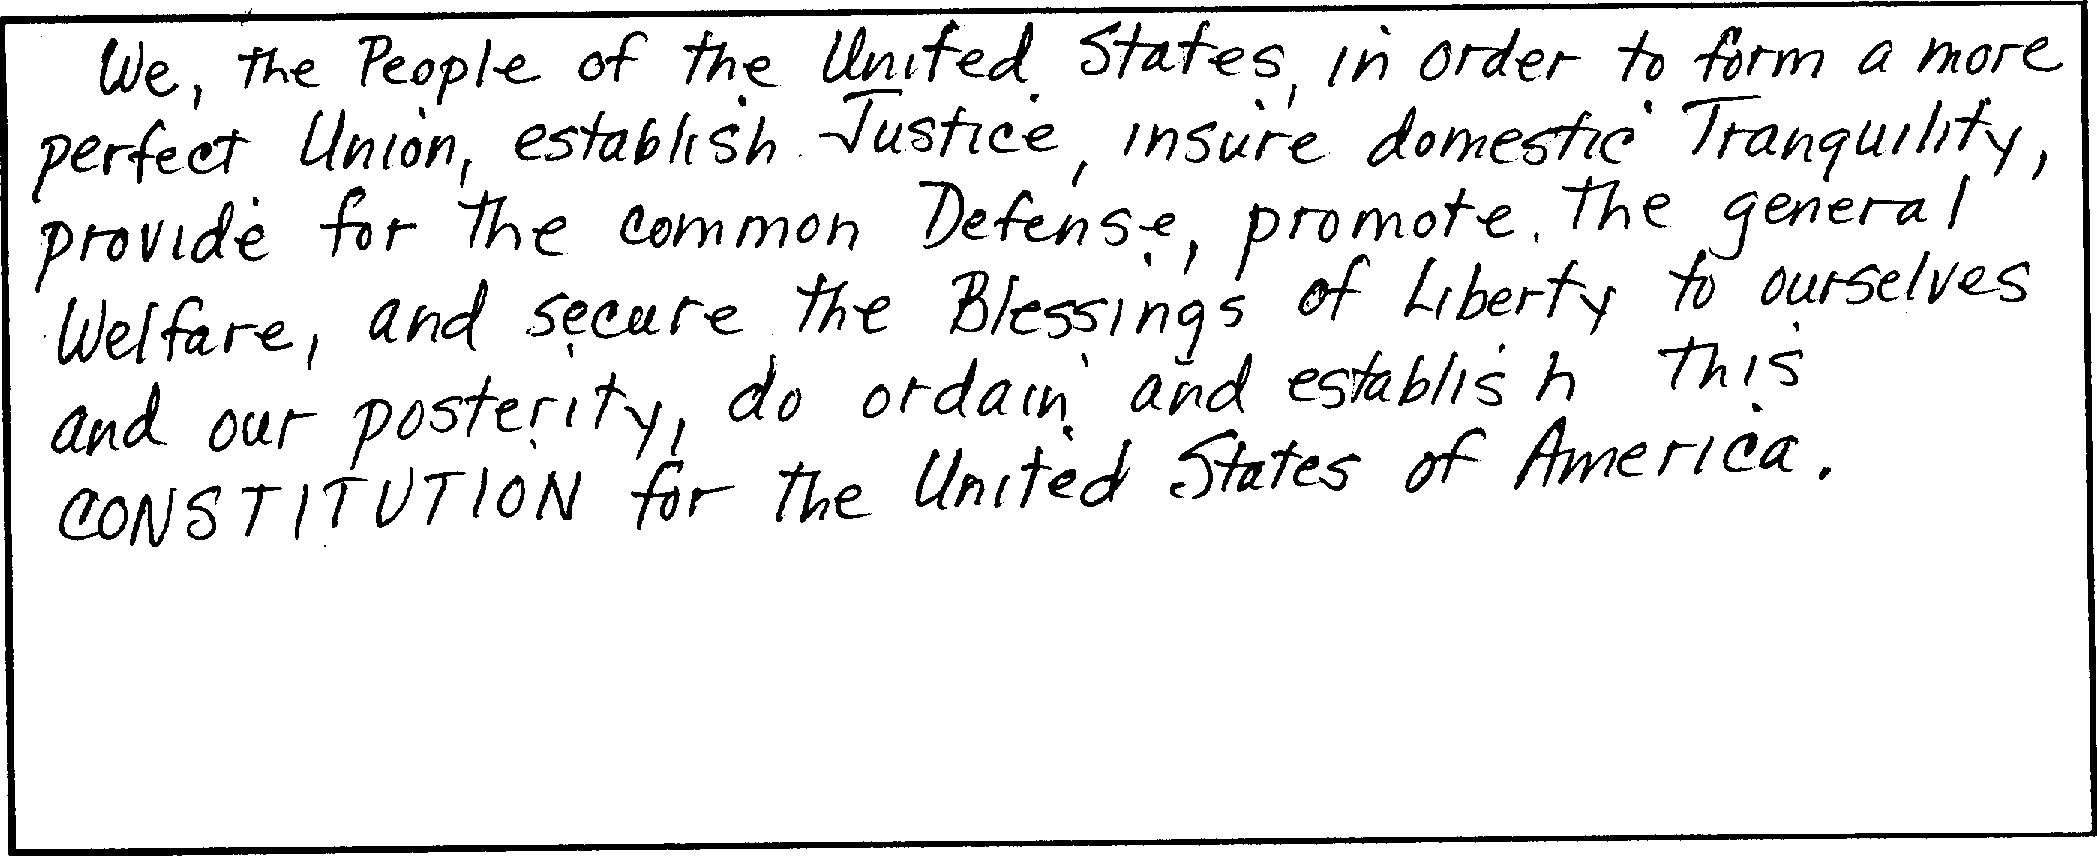 We, the People of the United States, in order to form a more
perfect Union, establish Justice, insure domestic Tranquility,
provide for the common Defense, promote the general
Welfare, and secure the Blessings of Liberty to ourselves
and our posterity, do ordain and establish this
CONSTITUTION for the United States of America.